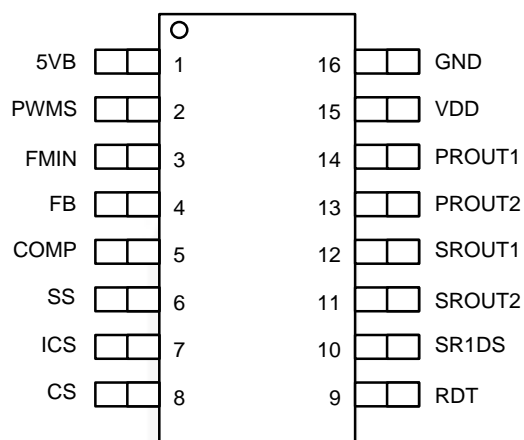 5VB 1 16 GND
PWMS 2 15 VDD
FMIN 3 14 PROUT1
FB 4 13 PROUT2
COMP 5 12 SROUT1
SS 6 11 SROUT2
ICS 7 10 SR1DS
CS 8 9 RDT